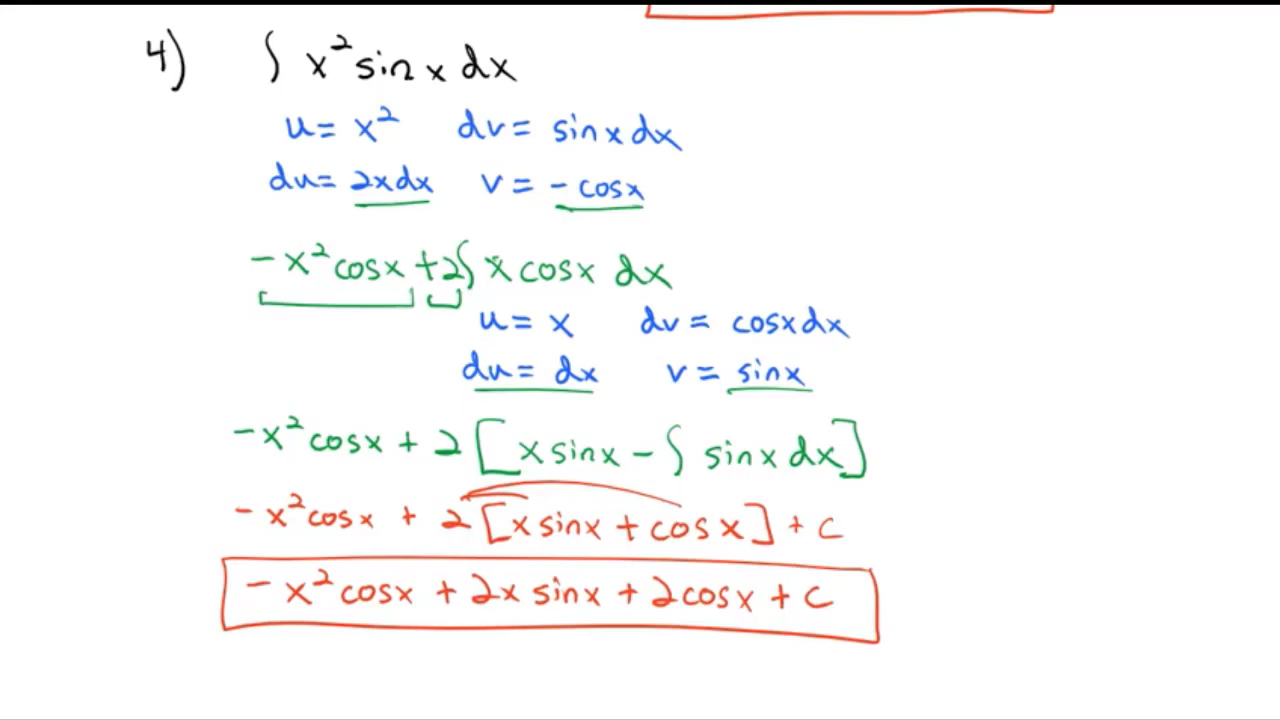 4) ∫ x² sin x dx
u = x² dv = sin x dx
du = 2x dx v = - cos x
- x² cos x + 2 ∫ x cos x dx
u = x dv = cos x dx
du = dx v = sin x
- x² cos x + 2 [ x sin x - ∫ sin x dx ]
- x² cos x + 2 [ x sin x + cos x ] + c
- x² cos x + 2x sin x + 2 cos x + c